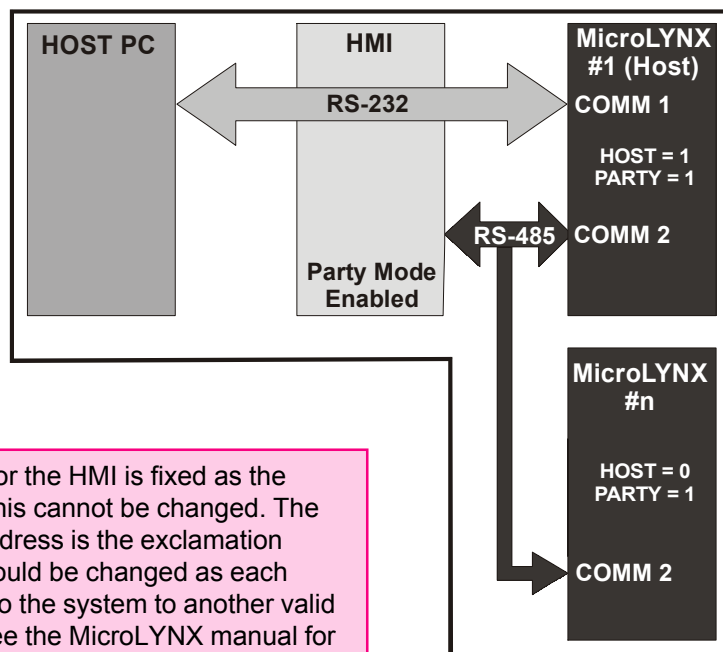 HOST PC
HMI
MicroLYNX
#1 (Host)
RS-232
COMM 1
HOST = 1
PARTY = 1
RS-485
COMM 2
Party Mode
Enabled
MicroLYNX
#n
HOST = 0
PARTY = 1
COMM 2
or the HMI is fixed as the
his cannot be changed. The
dress is the exclamation
ould be changed as each
o the system to another valid
ee the MicroLYNX manual for